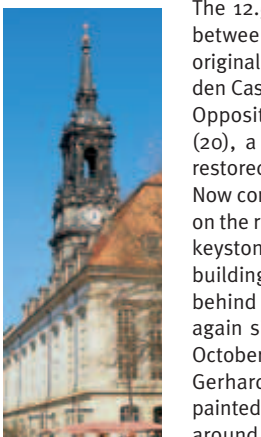 The 12.
betwee
original
den Cas
Opposit
(20), a
restored
Now cor
on the r
keyston
building
behind
again s
October
Gerhard
painted
around